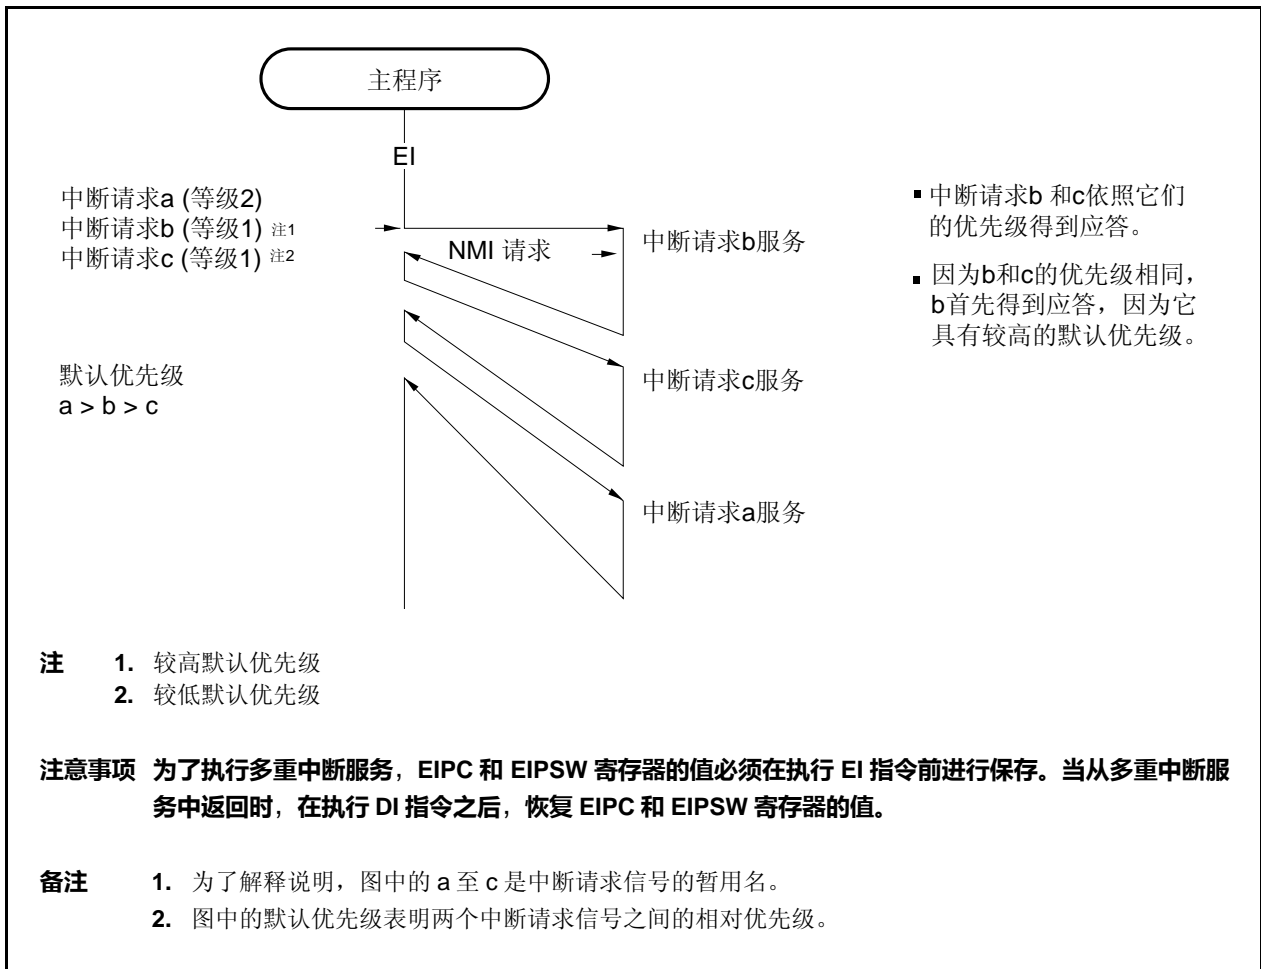 主程序
EI
中断请求a (等级2)
中断请求b (等级1) 注1
中断请求c (等级1) 注2
NMI 请求
中断请求b服务
■ 中断请求b 和c依照它们
的优先级得到应答。
■ 因为b和c的优先级相同，
b首先得到应答，因为它
具有较高的默认优先级。
默认优先级
a > b > c
中断请求c服务
中断请求a服务
注 1. 较高默认优先级
2. 较低默认优先级
注意事项 为了执行多重中断服务，EIPC 和 EIPSW 寄存器的值必须在执行 EI 指令前进行保存。当从多重中断服
务中返回时，在执行 DI 指令之后，恢复 EIPC 和 EIPSW 寄存器的值。
备注 1. 为了解释说明，图中的 a 至 c 是中断请求信号的暂用名。
2. 图中的默认优先级表明两个中断请求信号之间的相对优先级。